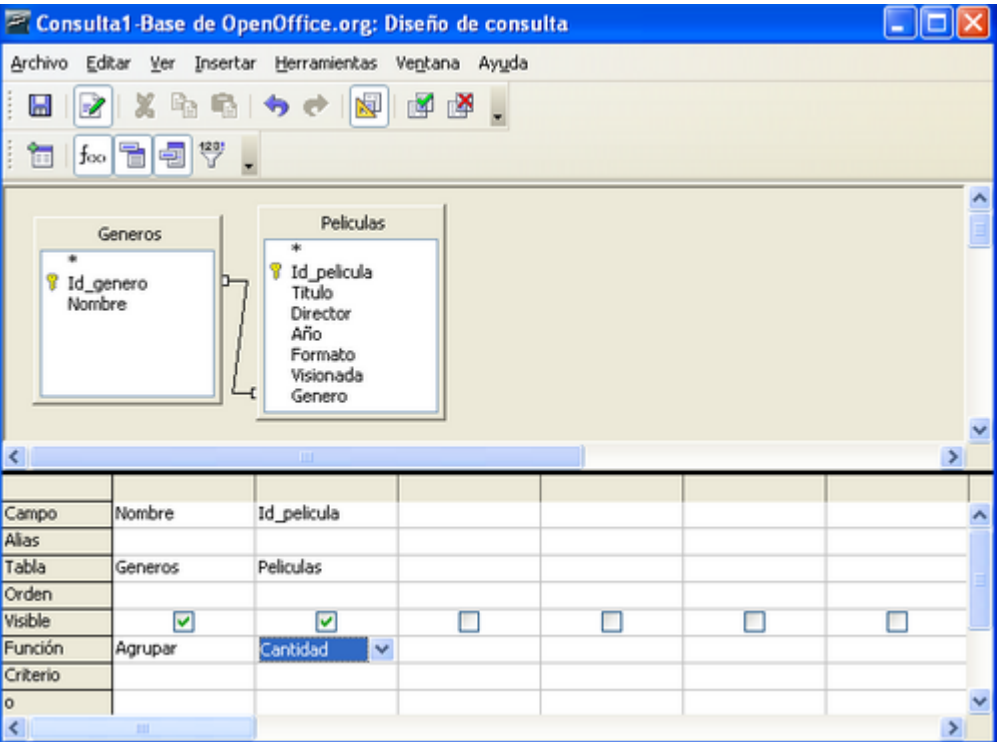 Consulta1-Base de OpenOffice.org: Diseño de consulta
Archivo Editar Ver Insertar Herramientas Ventana Ayuda
f(x)
120!
Generos
*
Id_genero
Nombre
Peliculas
*
Id_pelicula
Titulo
Director
Año
Formato
Visionada
Genero
Campo Nombre Id_pelicula
Alias
Tabla Generos Peliculas
Orden
Visible
Función Agrupar Cantidad
Criterio
o